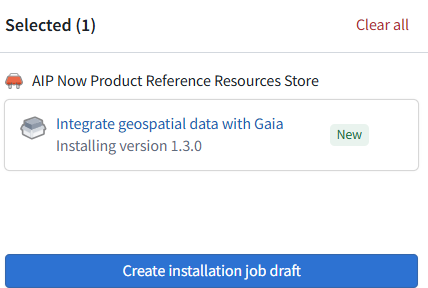 Selected (1)
Clear all
AIP Now Product Reference Resources Store
Integrate geospatial data with Gaia
New
Installing version 1.3.0
Create installation job draft